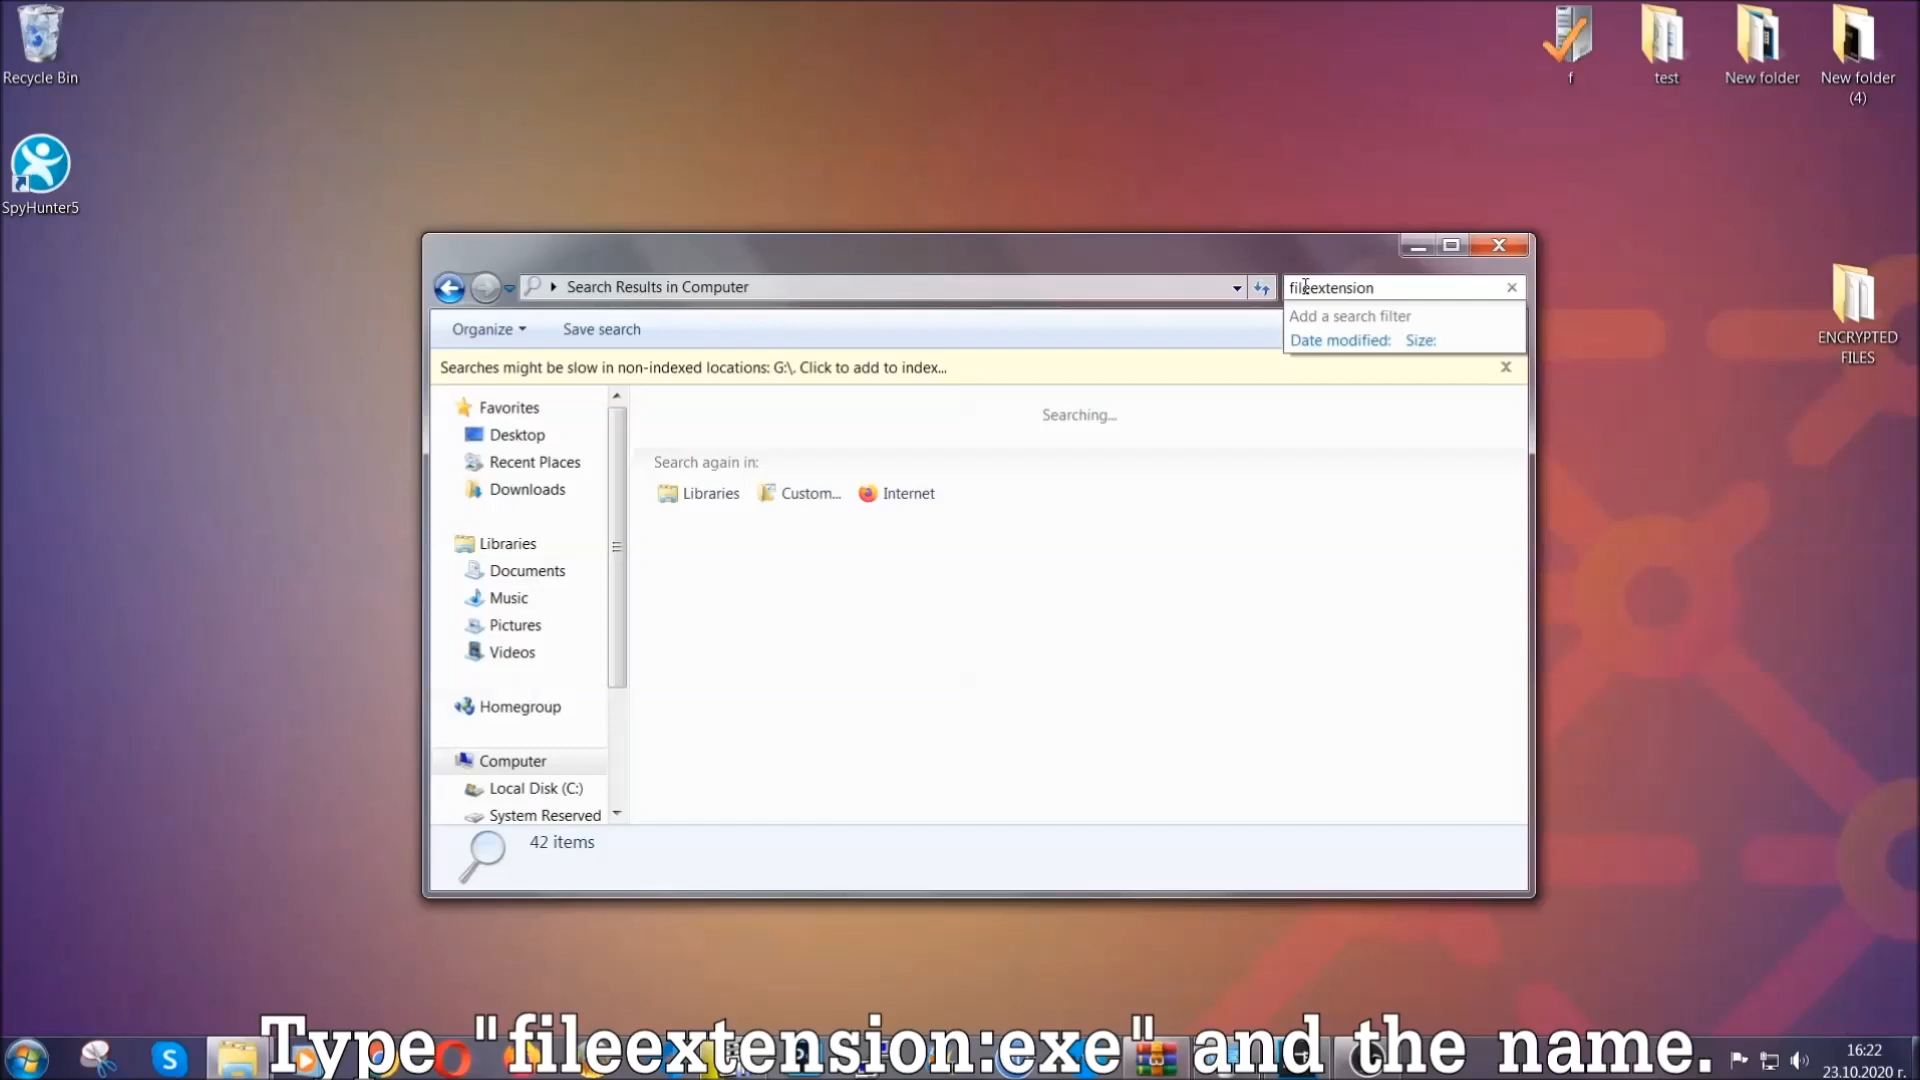 Recycle Bin
SpyHunter5
f
test
New folder
New folder
(4)
ENCRYPTED
FILES
Search Results in Computer
fileextension
Add a search filter
Date modified: Size:
Organize
Save search
Searches might be slow in non-indexed locations: G:\. Click to add to index...
Favorites
Desktop
Recent Places
Downloads
Libraries
Documents
Music
Pictures
Videos
Homegroup
Computer
Local Disk (C:)
System Reserved
Searching...
Search again in:
Libraries
Custom...
Internet
42 items
Type "fileextension:exe" and the name.
16:22
23.10.2020 г.